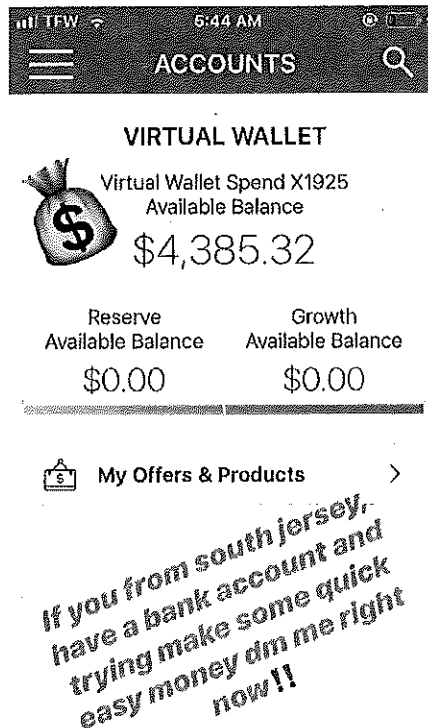 TFW 5:44 AM
ACCOUNTS
VIRTUAL WALLET
Virtual Wallet Spend X1925
Available Balance
$
$4,385.32
Reserve
Available Balance
$0.00
Growth
Available Balance
$0.00
$
My Offers & Products
If you from south jersey,
have a bank account and
trying make some quick
easy money dm me right
now!!